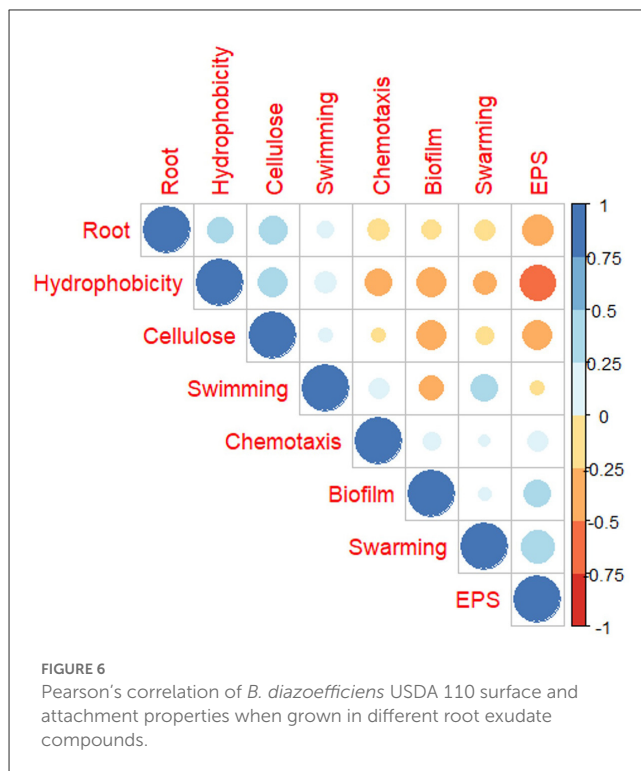 Root
Hydrophobicity
Cellulose
Swimming
Chemotaxis
Biofilm
Swarming
EPS
Root
Hydrophobicity
Cellulose
Swimming
Chemotaxis
Biofilm
Swarming
EPS
1
0.75
0.5
0.25
0
-0.25
-0.5
-0.75
-1
FIGURE 6
Pearson's correlation of B. diazoefficiens USDA 110 surface and
attachment properties when grown in different root exudate
compounds.